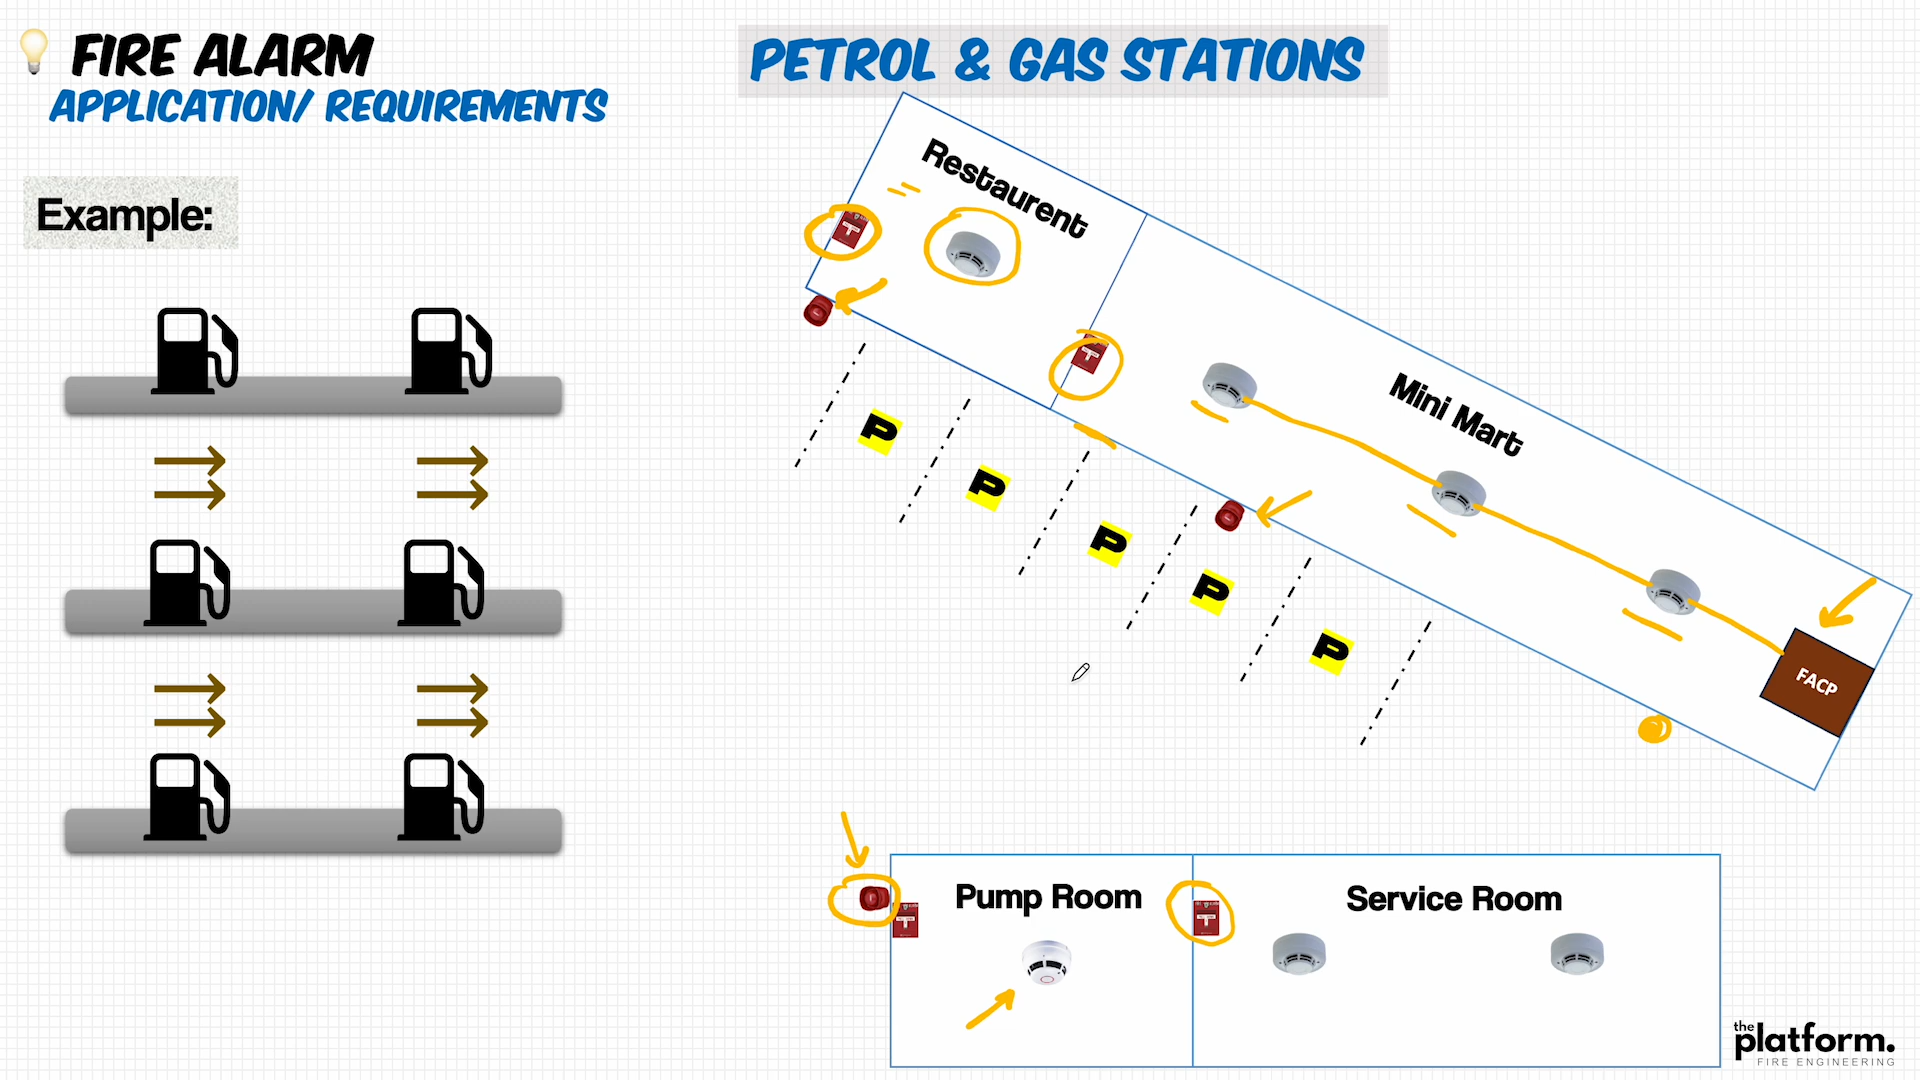 FIRE ALARM
APPLICATION/ REQUIREMENTS
PETROL & GAS STATIONS
Example:
Restaurent
Mini Mart
P
P
P
P
P
FACP
Pump Room
Service Room
the
platform.
FIRE ENGINEERING